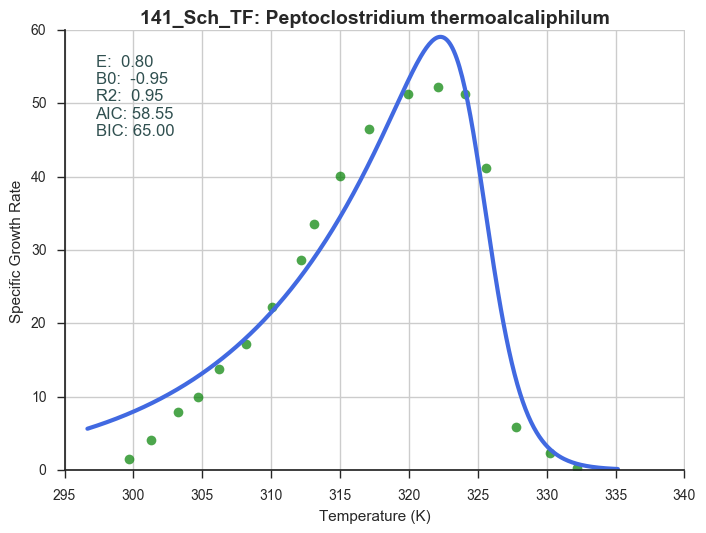 141_Sch_TF: Peptoclostridium thermoalcaliphilum
E:  0.80
B0:  -0.95
R2:  0.95
AIC: 58.55
BIC: 65.00
Specific Growth Rate
60
50
40
30
20
10
0
295 300 305 310 315 320 325 330 335 340
Temperature (K)